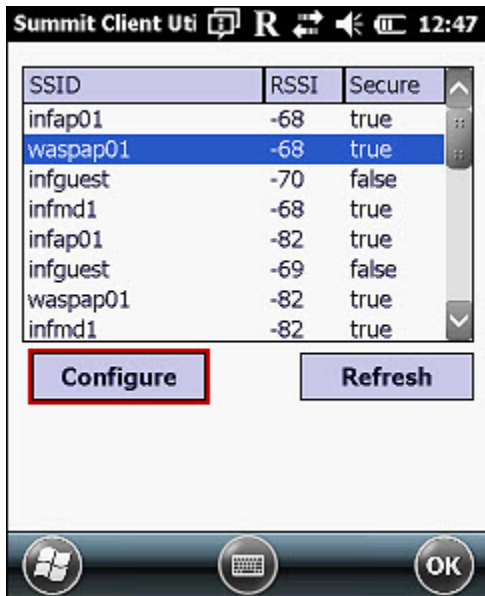 Summit Client Uti R 12:47
SSID RSSI Secure
infap01 -68 true
waspap01 -68 true
infguest -70 false
infmd1 -68 true
infap01 -82 true
infguest -69 false
waspap01 -82 true
infmd1 -82 true
Configure Refresh
OK